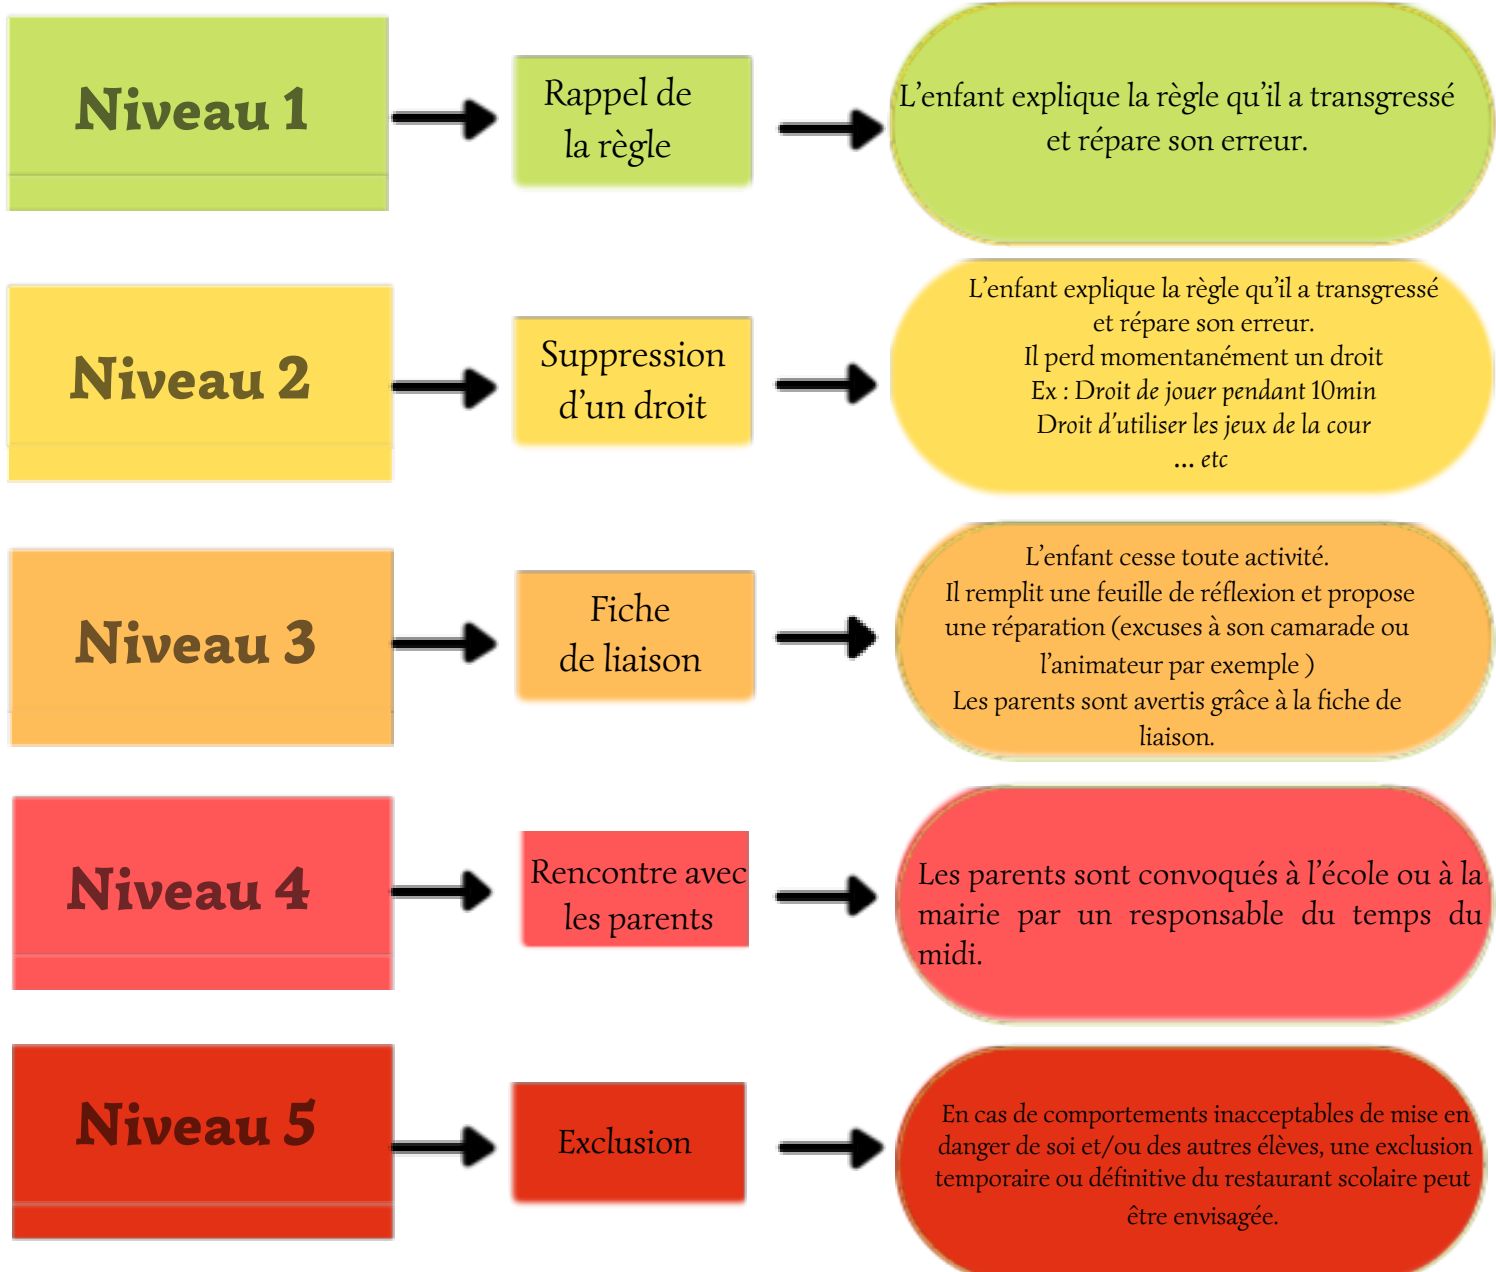 Niveau 1
Rappel de
la règle
L'enfant explique la règle qu'il a transgressé
et répare son erreur.
Niveau 2
Suppression
d'un droit
L'enfant explique la règle qu'il a transgressé
et répare son erreur.
Il perd momentanément un droit
Ex : Droit de jouer pendant 10min
Droit d'utiliser les jeux de la cour
... etc
Niveau 3
Fiche
de liaison
L'enfant cesse toute activité.
Il remplit une feuille de réflexion et propose
une réparation (excuses à son camarade ou
l'animateur par exemple )
Les parents sont avertis grâce à la fiche de
liaison.
Niveau 4
Rencontre avec
les parents
Les parents sont convoqués à l'école ou à la
mairie par un responsable du temps du
midi.
Niveau 5
Exclusion
En cas de comportements inacceptables de mise en
danger de soi et/ou des autres élèves, une exclusion
temporaire ou définitive du restaurant scolaire peut
être envisagée.